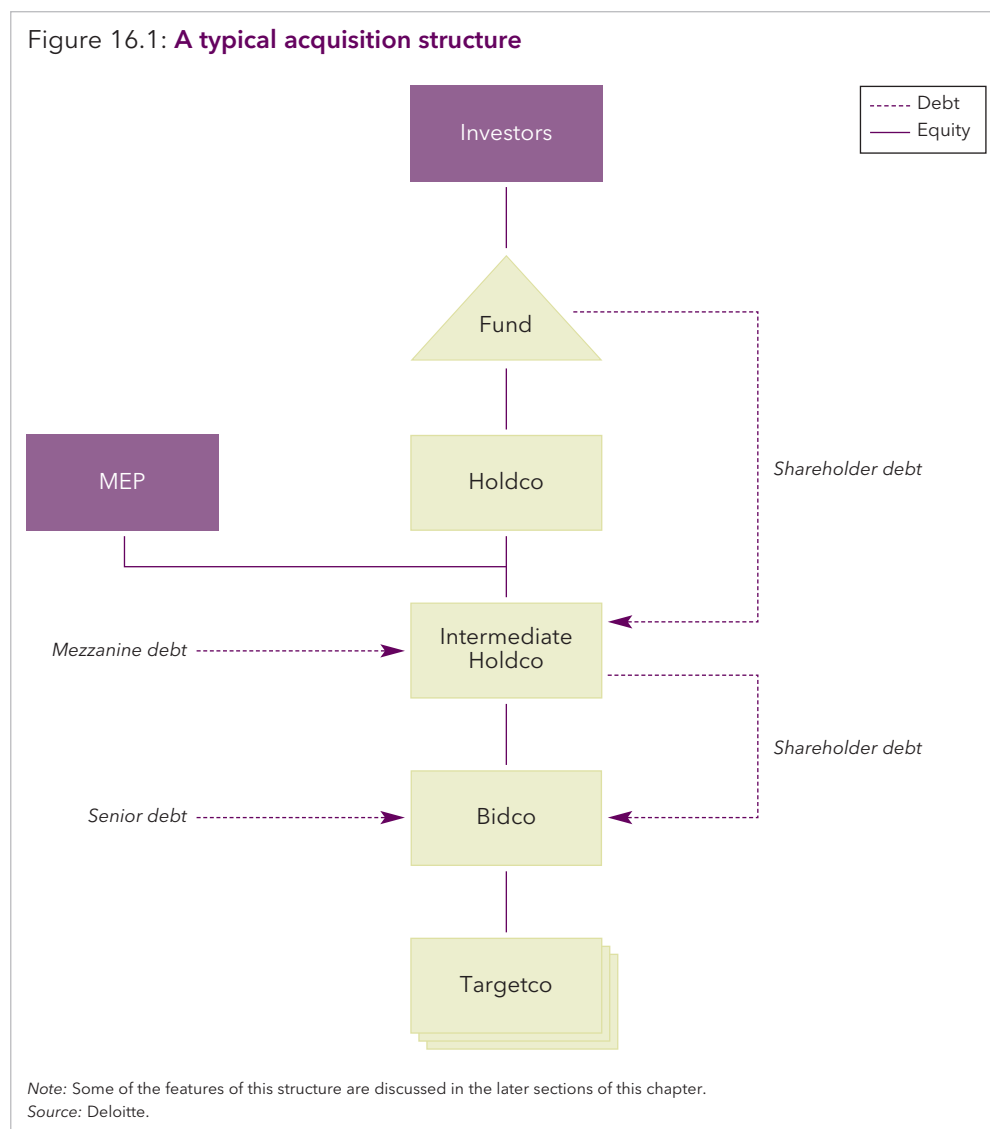 Figure 16.1: A typical acquisition structure
Investors
Debt
Equity
Fund
Shareholder debt
MEP
Holdco
Mezzanine debt
Intermediate
Holdco
Shareholder debt
Senior debt
Bidco
Targetco
Note: Some of the features of this structure are discussed in the later sections of this chapter.
Source: Deloitte.